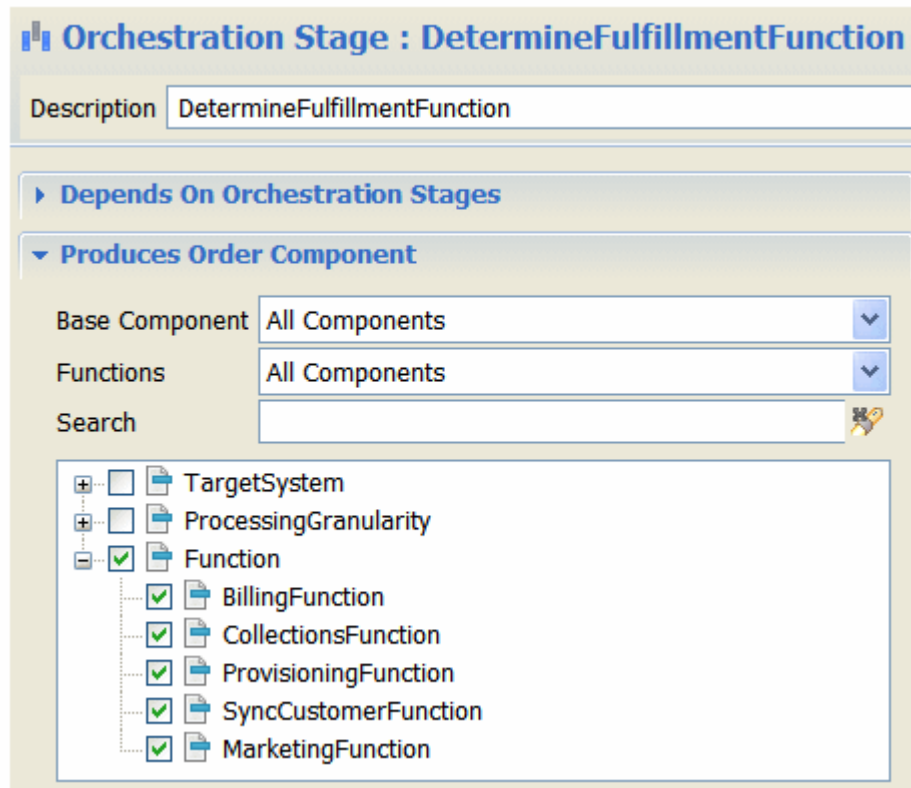 Orchestration Stage : DetermineFulfillmentFunction
Description DetermineFulfillmentFunction
Depends On Orchestration Stages
Produces Order Component
Base Component All Components
Functions All Components
Search
TargetSystem
ProcessingGranularity
Function
BillingFunction
CollectionsFunction
ProvisioningFunction
SyncCustomerFunction
MarketingFunction